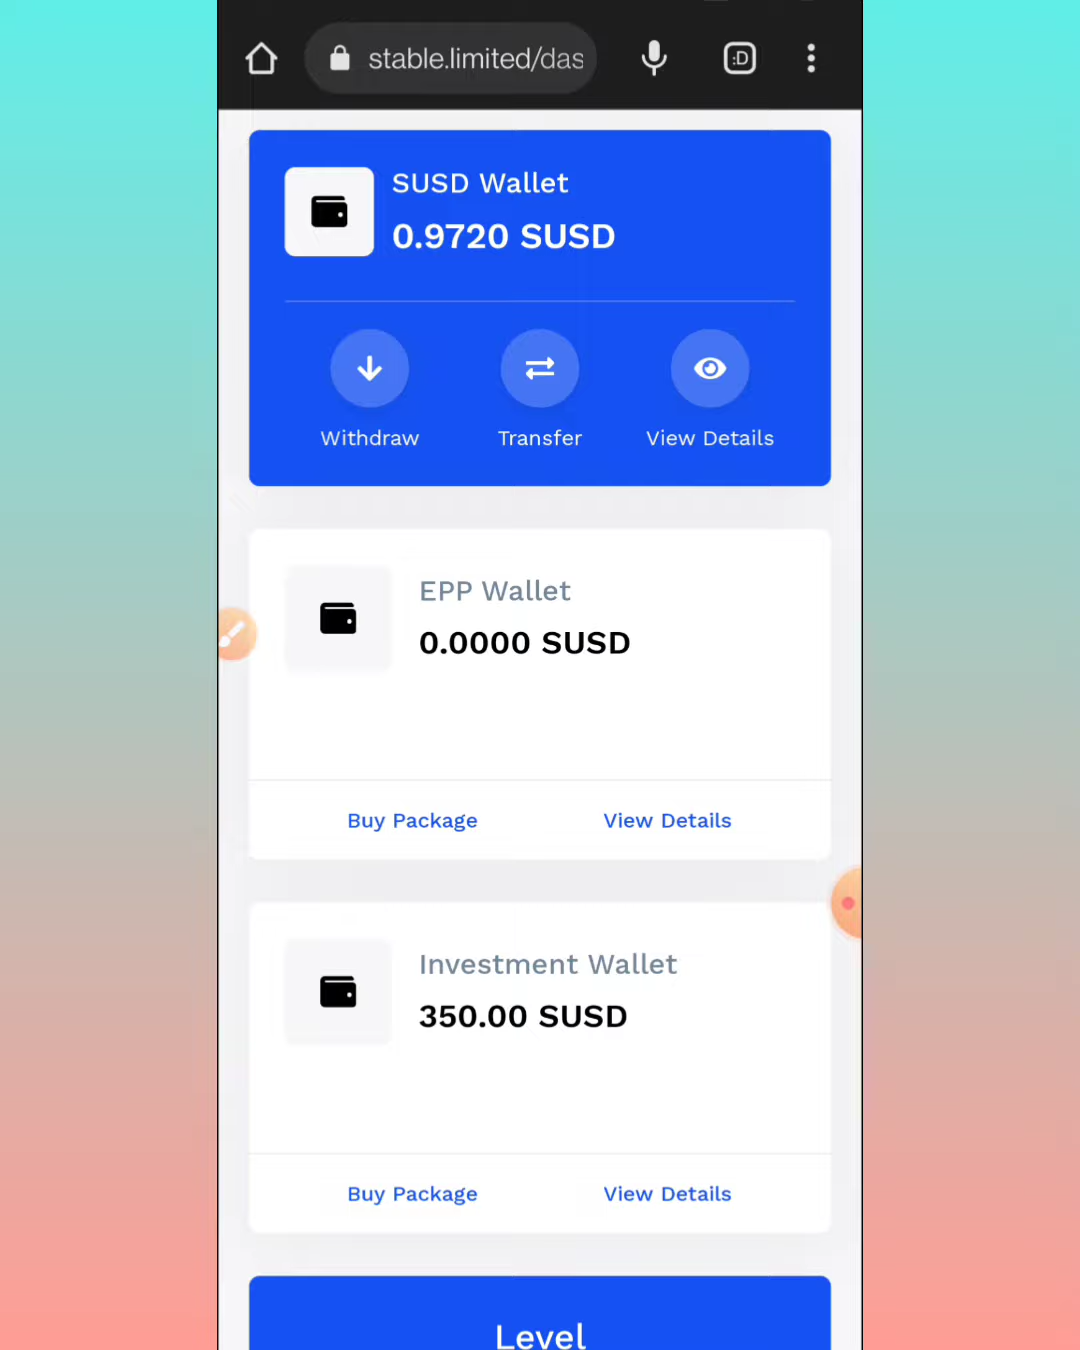 stable.limited/das
:D
SUSD Wallet
0.9720 SUSD
Withdraw
Transfer
View Details
EPP Wallet
0.0000 SUSD
Buy Package
View Details
Investment Wallet
350.00 SUSD
Buy Package
View Details
Level